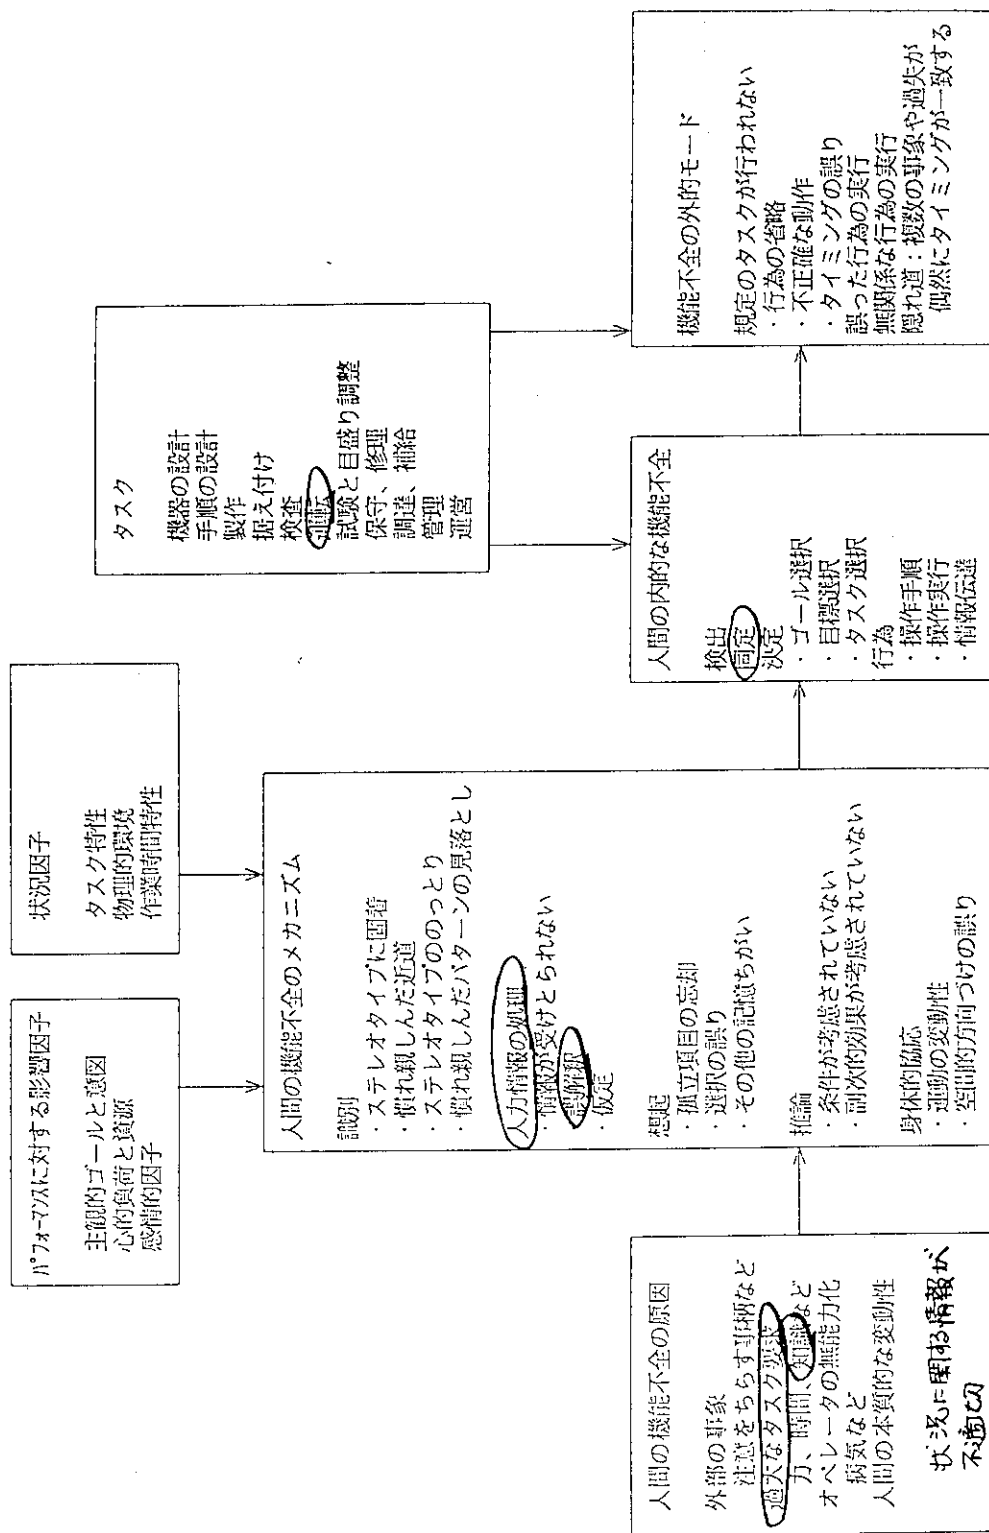 パフォーマンスに対する影響因子
主観的ゴールと意図
心的負荷と資源
感情的因子
状況因子
タスク特性
物理的環境
作業時間特性
タスク
機器の設計
手順の設計
製作
据え付け
検査
運転
試験と目盛り調整
保守、修理
調達、補給
管理
運営
人間の機能不全の原因
外部の事象
注意をちらす事柄など
過大なタスク要求
力、時間、知識など
オペレータの無能力化
病気など
人間の本質的な変動性
状況に関する情報が
不適切
人間の機能不全のメカニズム
識別
・ステレオタイプに固着
・慣れ親しんだ近道
・ステレオタイプののっとり
・慣れ親しんだパターンの見落とし
入力情報の処理
・情報が受けとられない
・誤解釈
・仮定
想起
・孤立項目の忘却
・選択の誤り
・その他の記憶ちがい
推論
・条件が考慮されていない
・副次的効果が考慮されていない
身体的協応
・運動の変動性
・空間的方向づけの誤り
人間の内的な機能不全
検出
同定
決定
・ゴール選択
・目標選択
・タスク選択
行為
・操作手順
・操作実行
・情報伝達
機能不全の外的モード
規定のタスクが行われない
・行為の省略
・不正確な動作
・タイミングの誤り
誤った行為の実行
無関係な行為の実行
隠れ道：複数の事象や過失が
偶然にタイミングが一致する